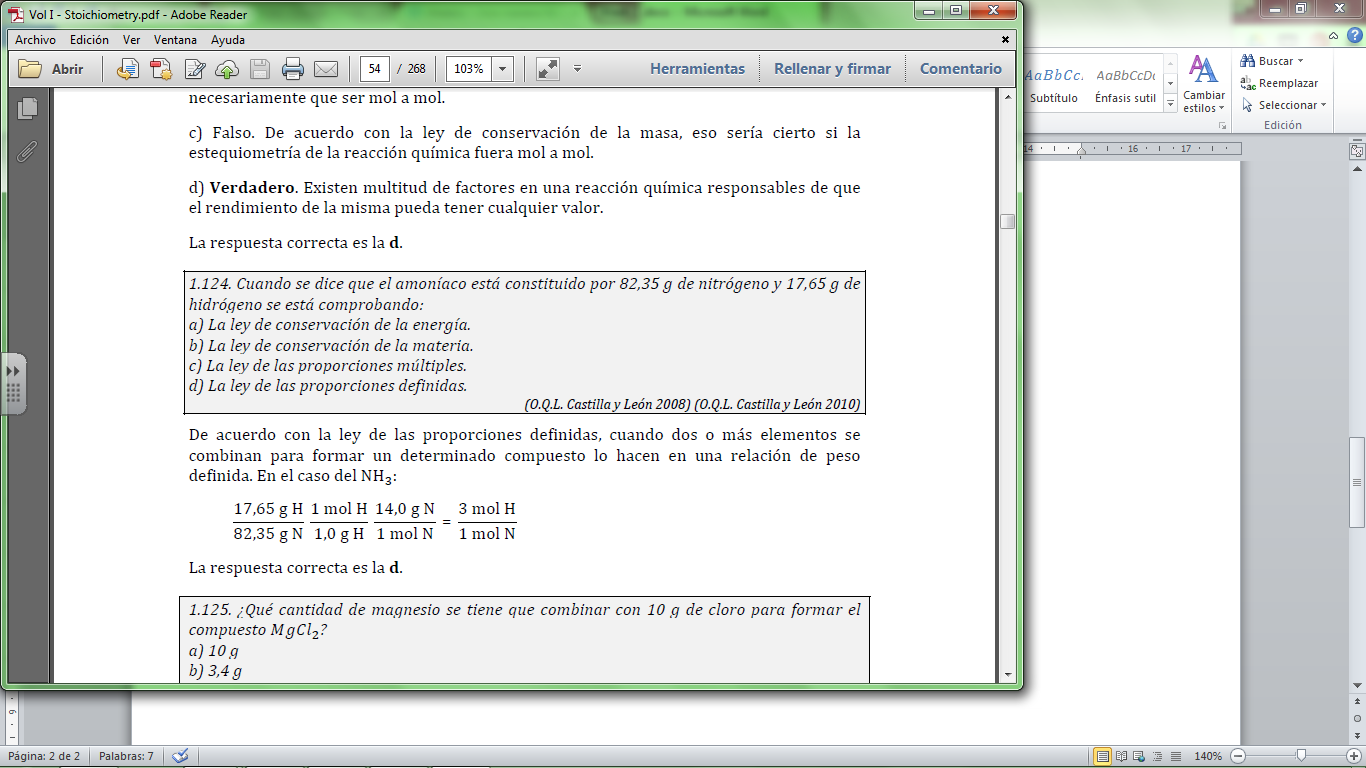 Vol I - Stoichiometry.pdf - Adobe Reader
Archivo Edición Ver Ventana Ayuda
Abrir 54 / 268 103% Herramientas Rellenar y firmar Comentario
necesariamente que ser mol a mol.
c) Falso. De acuerdo con la ley de conservación de la masa, eso sería cierto si la
estequiometría de la reacción química fuera mol a mol.
d) Verdadero. Existen multitud de factores en una reacción química responsables de que
el rendimiento de la misma pueda tener cualquier valor.
La respuesta correcta es la d.
1.124. Cuando se dice que el amoníaco está constituido por 82,35 g de nitrógeno y 17,65 g de
hidrógeno se está comprobando:
a) La ley de conservación de la energía.
b) La ley de conservación de la materia.
c) La ley de las proporciones múltiples.
d) La ley de las proporciones definidas.
(O.Q.L. Castilla y León 2008) (O.Q.L. Castilla y León 2010)
De acuerdo con la ley de las proporciones definidas, cuando dos o más elementos se
combinan para formar un determinado compuesto lo hacen en una relación de peso
definida. En el caso del NH₃:
17,65 g H 1 mol H 14,0 g N = 3 mol H
82,35 g N 1,0 g H 1 mol N 1 mol N
La respuesta correcta es la d.
1.125. ¿Qué cantidad de magnesio se tiene que combinar con 10 g de cloro para formar el
compuesto MgCl₂?
a) 10 g
b) 3,4 g
AaBbCc. AaBbCcDc
Subtítulo Énfasis sutil
Cambiar
estilos
Buscar
Reemplazar
Seleccionar
Edición
14 16 17
9
Página: 2 de 2 Palabras: 7 140%